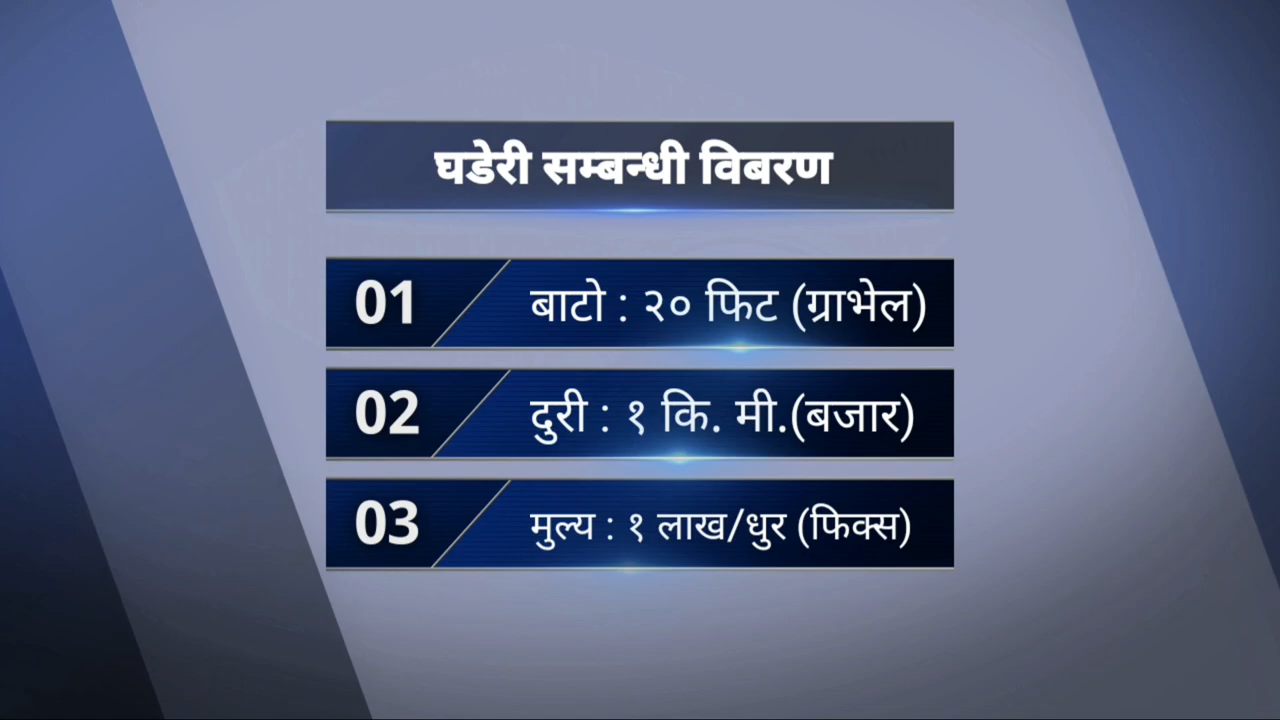 घडेरी सम्बन्धी विबरण
01 बाटो : २० फिट (ग्राभेल)
02 दुरी : १ कि. मी.(बजार)
03 मुल्य : १ लाख/धुर (फिक्स)